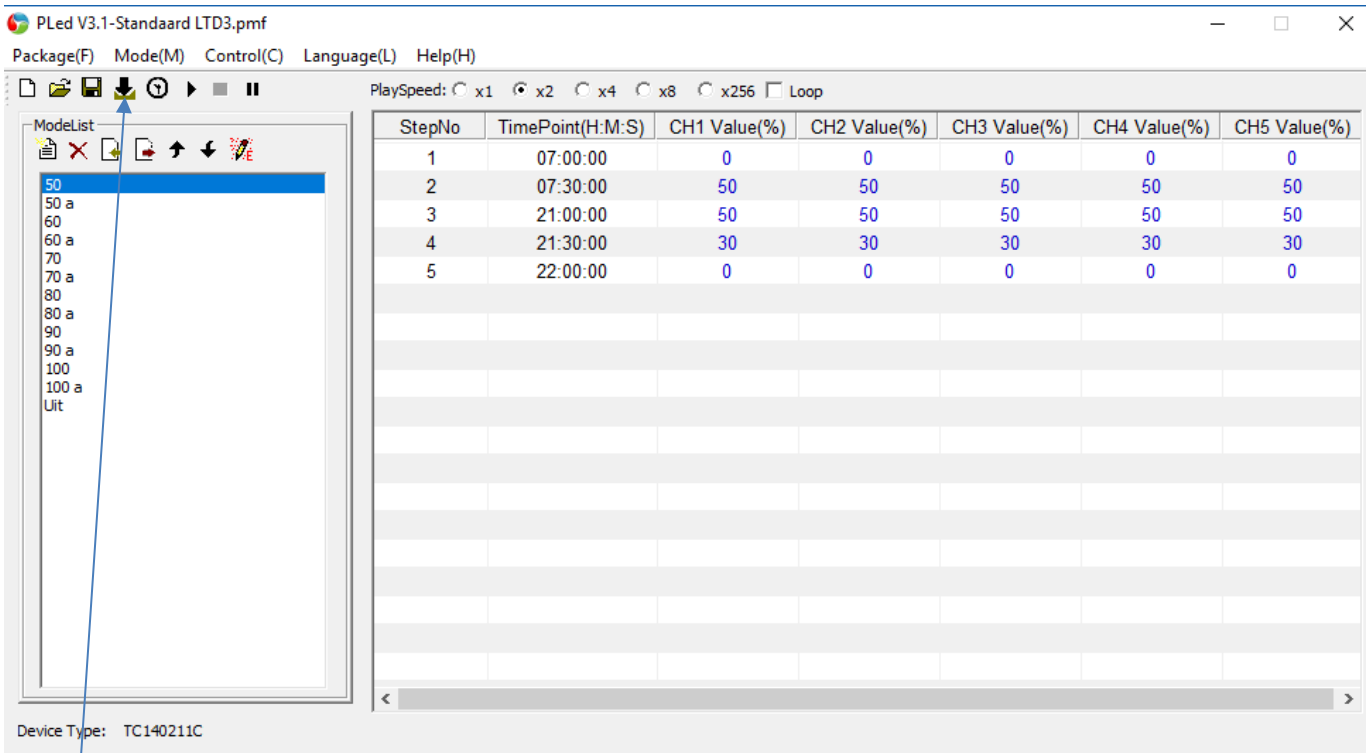 PLed V3.1-Standaard LTD3.pmf
Package(F) Mode(M) Control(C) Language(L) Help(H)
PlaySpeed: x1 x2 x4 x8 x256 Loop
ModeList
50
50 a
60
60 a
70
70 a
80
80 a
90
90 a
100
100 a
Uit
StepNo TimePoint(H:M:S) CH1 Value(%) CH2 Value(%) CH3 Value(%) CH4 Value(%) CH5 Value(%)
1 07:00:00 0 0 0 0 0
2 07:30:00 50 50 50 50 50
3 21:00:00 50 50 50 50 50
4 21:30:00 30 30 30 30 30
5 22:00:00 0 0 0 0 0
Device Type: TC140211C